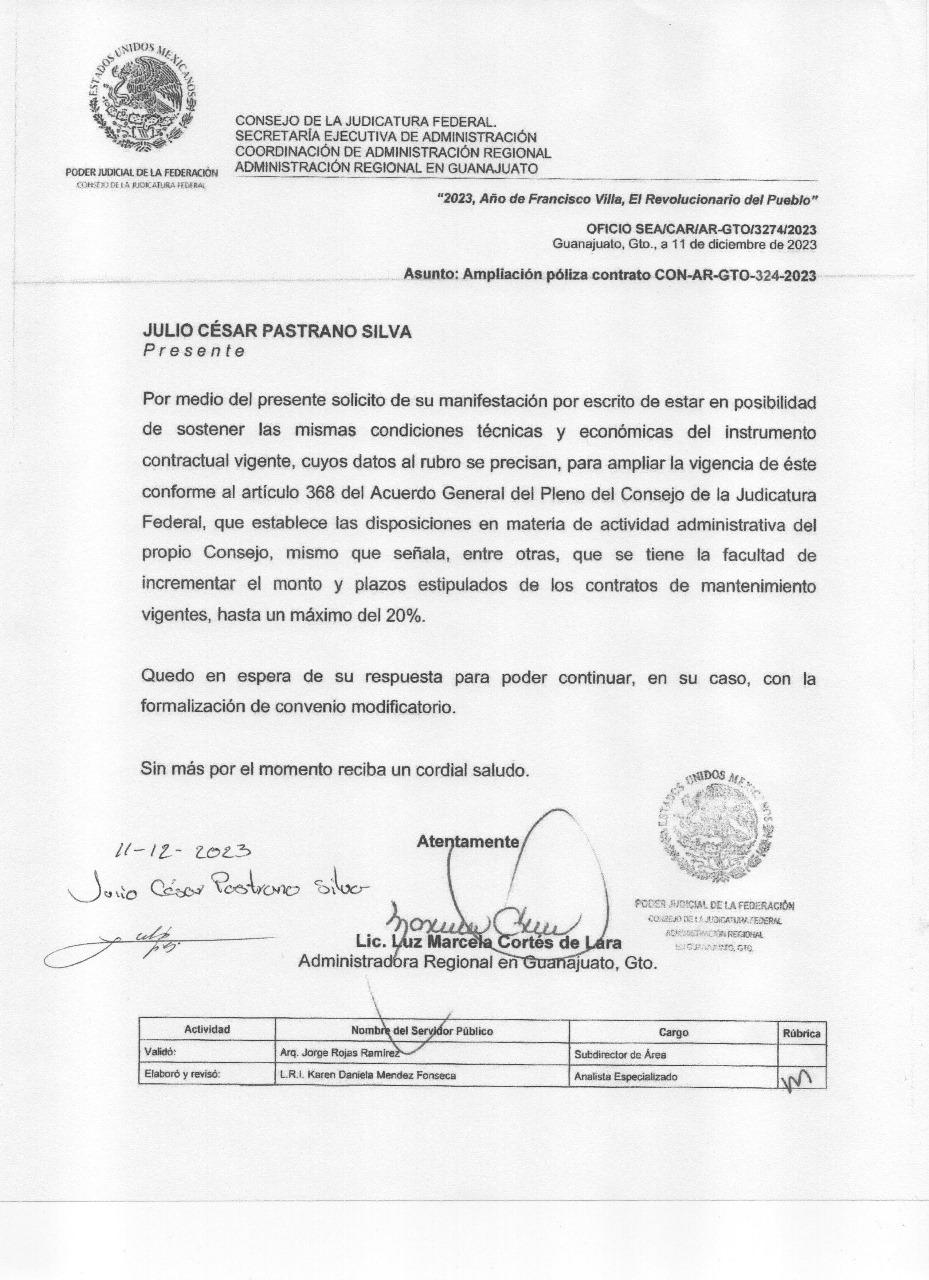 ESTADOS UNIDOS MEXICANOS
PODER JUDICIAL DE LA FEDERACIÓN
CONSEJO DE LA JUDICATURA FEDERAL
CONSEJO DE LA JUDICATURA FEDERAL.
SECRETARÍA EJECUTIVA DE ADMINISTRACIÓN
COORDINACIÓN DE ADMINISTRACIÓN REGIONAL
ADMINISTRACIÓN REGIONAL EN GUANAJUATO
"2023, Año de Francisco Villa, El Revolucionario del Pueblo"
OFICIO SEA/CAR/AR-GTO/3274/2023
Guanajuato, Gto., a 11 de diciembre de 2023
Asunto: Ampliación póliza contrato CON-AR-GTO-324-2023
JULIO CÉSAR PASTRANO SILVA
Presente
Por medio del presente solicito de su manifestación por escrito de estar en posibilidad
de sostener las mismas condiciones técnicas y económicas del instrumento
contractual vigente, cuyos datos al rubro se precisan, para ampliar la vigencia de éste
conforme al artículo 368 del Acuerdo General del Pleno del Consejo de la Judicatura
Federal, que establece las disposiciones en materia de actividad administrativa del
propio Consejo, mismo que señala, entre otras, que se tiene la facultad de
incrementar el monto y plazos estipulados de los contratos de mantenimiento
vigentes, hasta un máximo del 20%.
Quedo en espera de su respuesta para poder continuar, en su caso, con la
formalización de convenio modificatorio.
Sin más por el momento reciba un cordial saludo.
Atentamente
11-12-2023
Julio César Pastrano Silva
ESTADOS UNIDOS MEXICANOS
PODER JUDICIAL DE LA FEDERACIÓN
CONSEJO DE LA JUDICATURA FEDERAL
ADMINISTRACIÓN REGIONAL
EN GUANAJUATO, GTO.
Lic. Luz Marcela Cortés de Lara
Administradora Regional en Guanajuato, Gto.
Actividad Nombre del Servidor Público Cargo Rúbrica
Validó: Arq. Jorge Rojas Ramírez Subdirector de Área
Elaboró y revisó: L.R.I. Karen Daniela Mendez Fonseca Analista Especializado